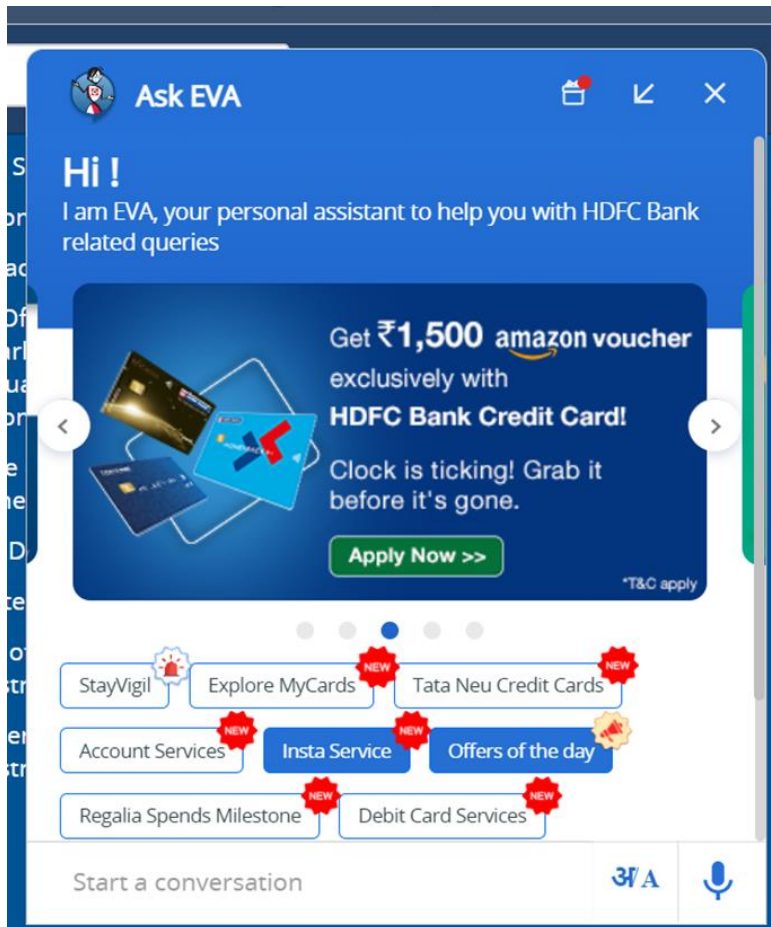 Ask EVA
Hi !
I am EVA, your personal assistant to help you with HDFC Bank
related queries
Get ₹1,500 amazon voucher
exclusively with
HDFC Bank Credit Card!
Clock is ticking! Grab it
before it's gone.
Apply Now >>
*T&C apply
StayVigil
Explore MyCards NEW
Tata Neu Credit Cards NEW
Account Services NEW
Insta Service NEW
Offers of the day
Regalia Spends Milestone NEW
Debit Card Services NEW
Start a conversation
अ/A